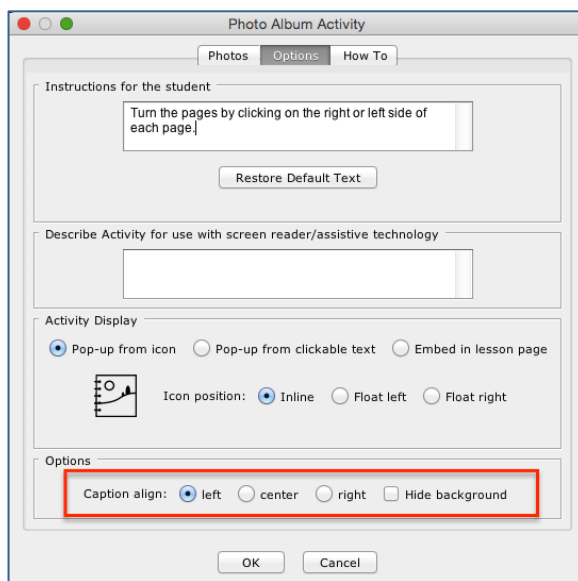 Photo Album Activity
Photos Options How To
Instructions for the student
Turn the pages by clicking on the right or left side of
each page.
Restore Default Text
Describe Activity for use with screen reader/assistive technology
Activity Display
Pop-up from icon Pop-up from clickable text Embed in lesson page
Icon position: Inline Float left Float right
Options
Caption align: left center right Hide background
OK Cancel